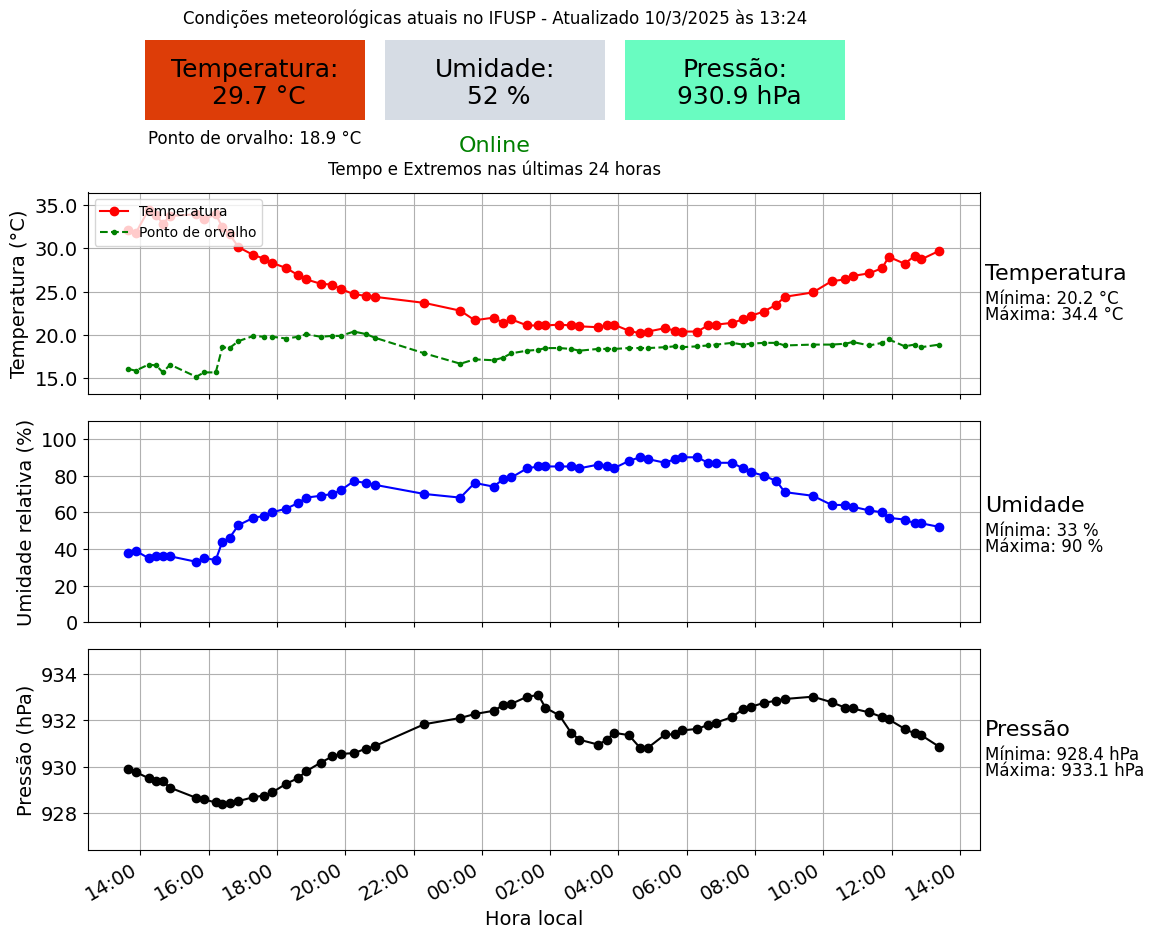 Condições meteorológicas atuais no IFUSP - Atualizado 10/3/2025 às 13:24
Temperatura:
29.7 °C
Umidade:
52 %
Pressão:
930.9 hPa
Ponto de orvalho: 18.9 °C
Online
Tempo e Extremos nas últimas 24 horas
Temperatura (°C)
35.0
30.0
25.0
20.0
15.0
Temperatura
Ponto de orvalho
Temperatura
Mínima: 20.2 °C
Máxima: 34.4 °C
Umidade relativa (%)
100
80
60
40
20
0
Umidade
Mínima: 33 %
Máxima: 90 %
Pressão (hPa)
934
932
930
928
Pressão
Mínima: 928.4 hPa
Máxima: 933.1 hPa
14:00 16:00 18:00 20:00 22:00 00:00 02:00 04:00 06:00 08:00 10:00 12:00 14:00
Hora local